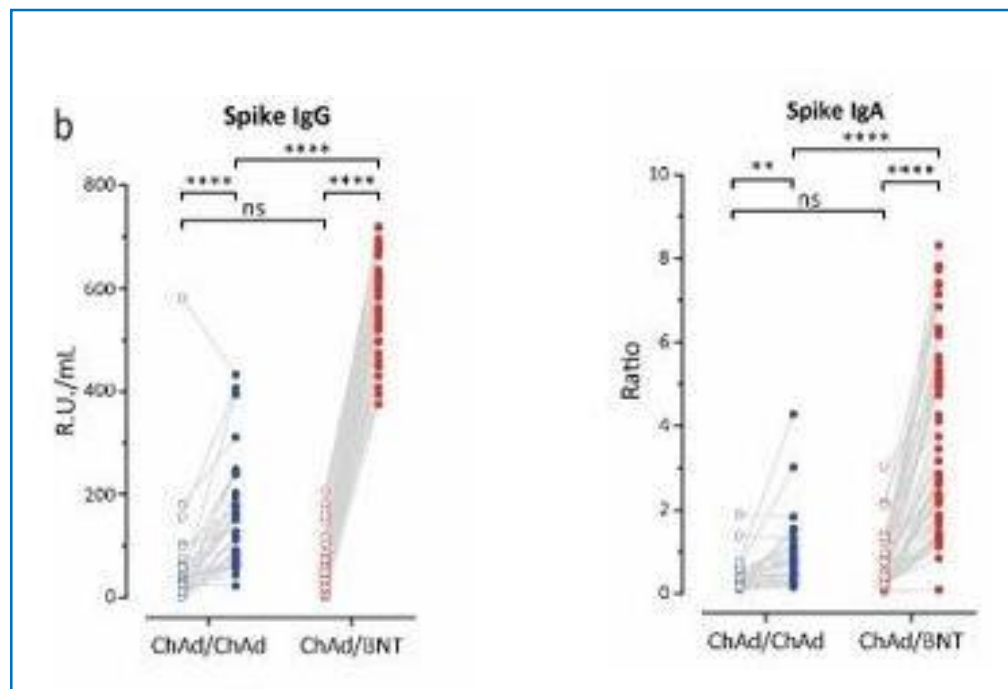 b
Spike IgG
****
****
****
ns
800
600
400
200
0
R.U./mL
ChAd/ChAd
ChAd/BNT
Spike IgA
****
**
****
ns
10
8
6
4
2
0
Ratio
ChAd/ChAd
ChAd/BNT